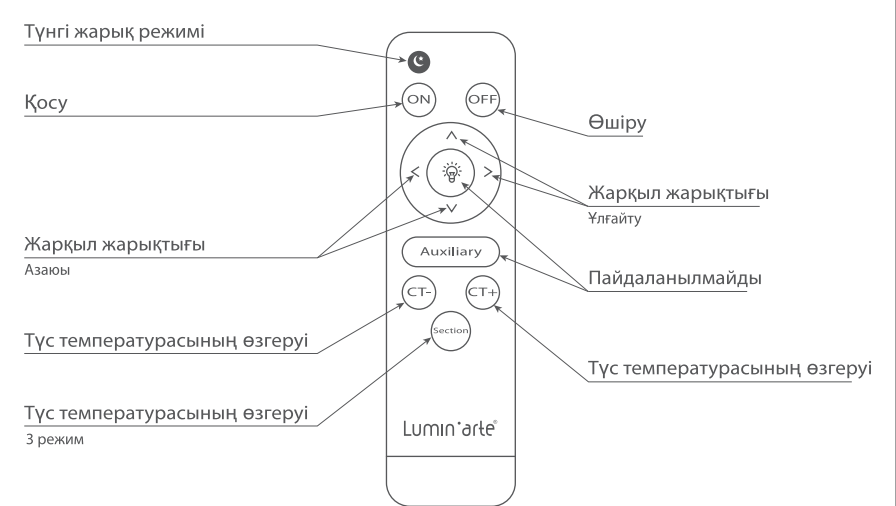 Түнгі жарық режимі
Қосу
ON
OFF
Өшіру
Жарқыл жарықтығы
Ұлғайту
Жарқыл жарықтығы
Азаюы
Auxiliary
Пайдаланылмайды
CT-
CT+
Түс температурасының өзгеруі
Section
Түс температурасының өзгеруі
Түс температурасының өзгеруі
3 режим
Lumin'arte®